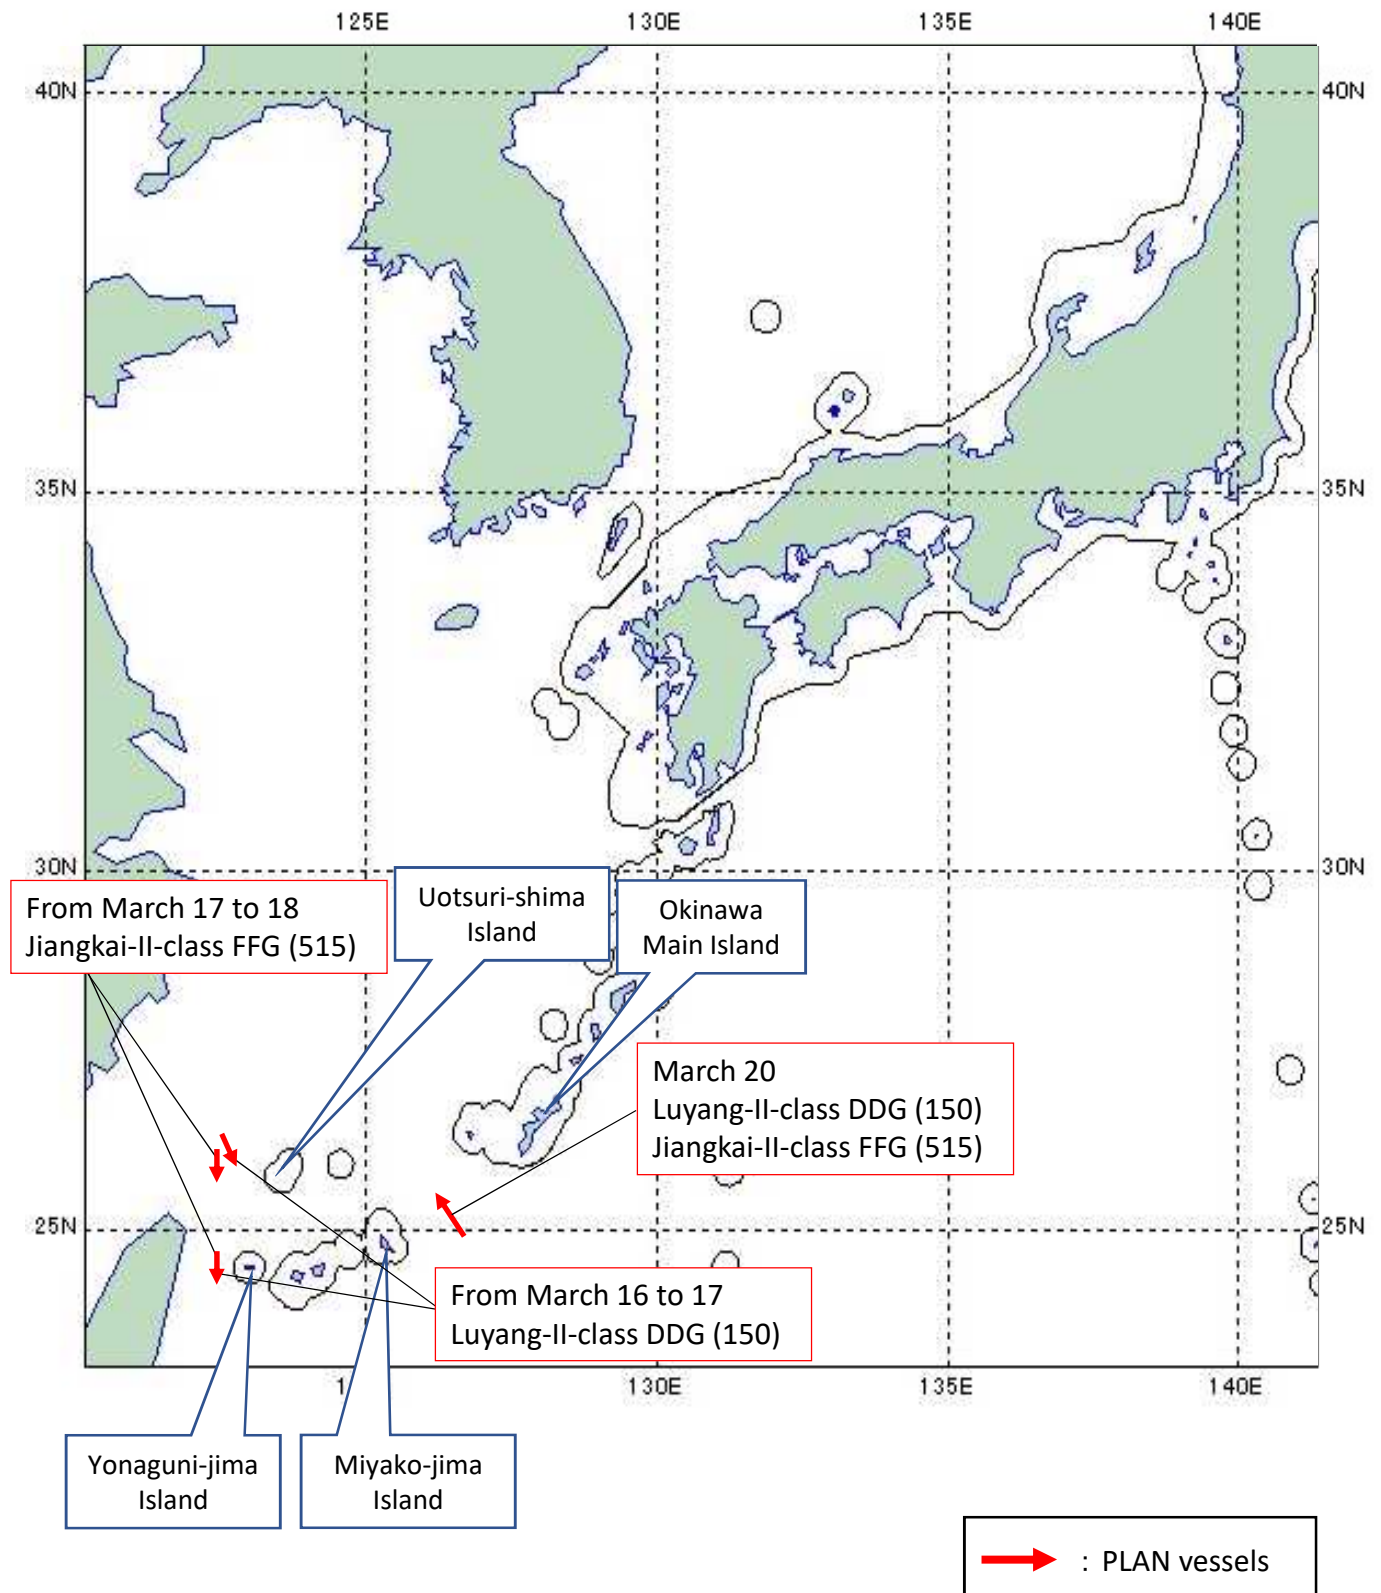 125E 130E 135E 140E
40N 40N
35N 35N
30N
30N
From March 17 to 18
Jiangkai-II-class FFG (515)
Uotsuri-shima
Island
Okinawa
Main Island
March 20
Luyang-II-class DDG (150)
Jiangkai-II-class FFG (515)
25N 25N
From March 16 to 17
Luyang-II-class DDG (150)
130E 135E 140E
Yonaguni-jima
Island
Miyako-jima
Island
: PLAN vessels